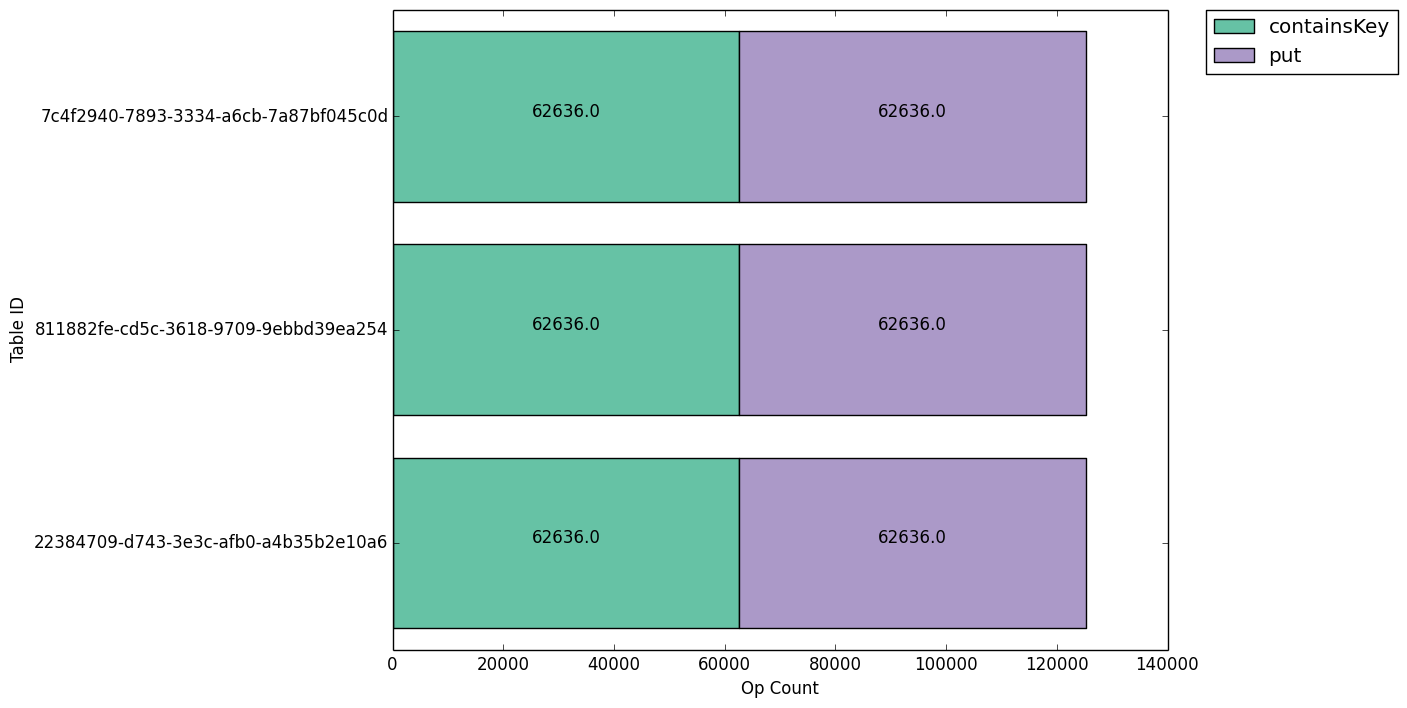 containsKey
put
7c4f2940-7893-3334-a6cb-7a87bf045c0d
62636.0 62636.0
811882fe-cd5c-3618-9709-9ebbd39ea254
62636.0 62636.0
22384709-d743-3e3c-afb0-a4b35b2e10a6
62636.0 62636.0
Table ID
0 20000 40000 60000 80000 100000 120000 140000
Op Count